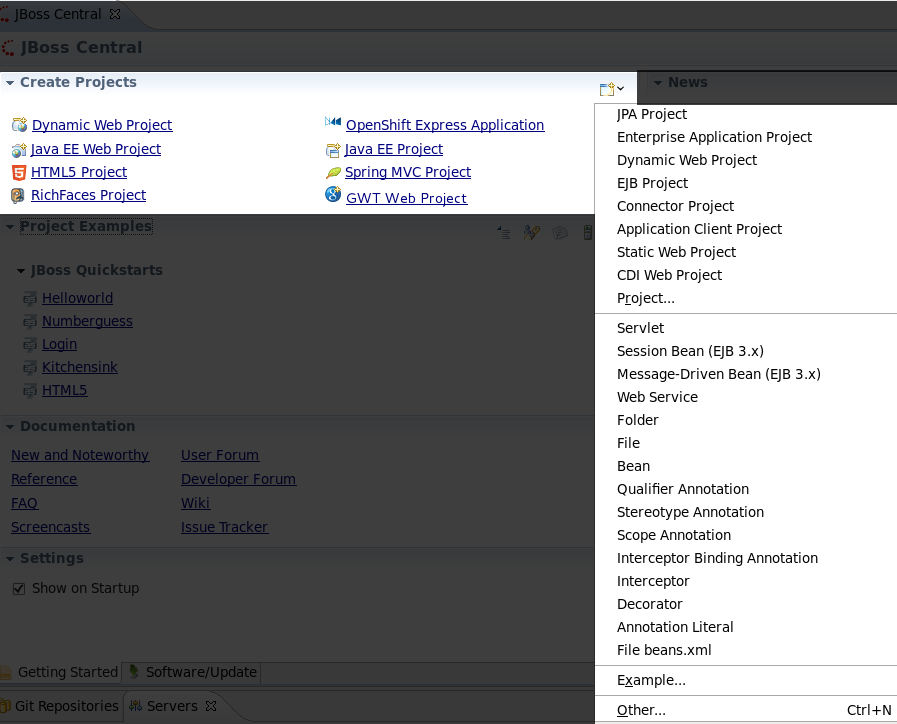 JBoss Central
JBoss Central
Create Projects
Dynamic Web Project
OpenShift Express Application
Java EE Web Project
Java EE Project
HTML5 Project
Spring MVC Project
RichFaces Project
GWT Web Project
Project Examples
JBoss Quickstarts
Helloworld
Numberguess
Login
Kitchensink
HTML5
Documentation
New and Noteworthy
User Forum
Reference
Developer Forum
FAQ
Wiki
Screencasts
Issue Tracker
Settings
Show on Startup
Getting Started
Software/Update
Git Repositories
Servers
News
JPA Project
Enterprise Application Project
Dynamic Web Project
EJB Project
Connector Project
Application Client Project
Static Web Project
CDI Web Project
Project...
Servlet
Session Bean (EJB 3.x)
Message-Driven Bean (EJB 3.x)
Web Service
Folder
File
Bean
Qualifier Annotation
Stereotype Annotation
Scope Annotation
Interceptor Binding Annotation
Interceptor
Decorator
Annotation Literal
File beans.xml
Example...
Other... Ctrl+N